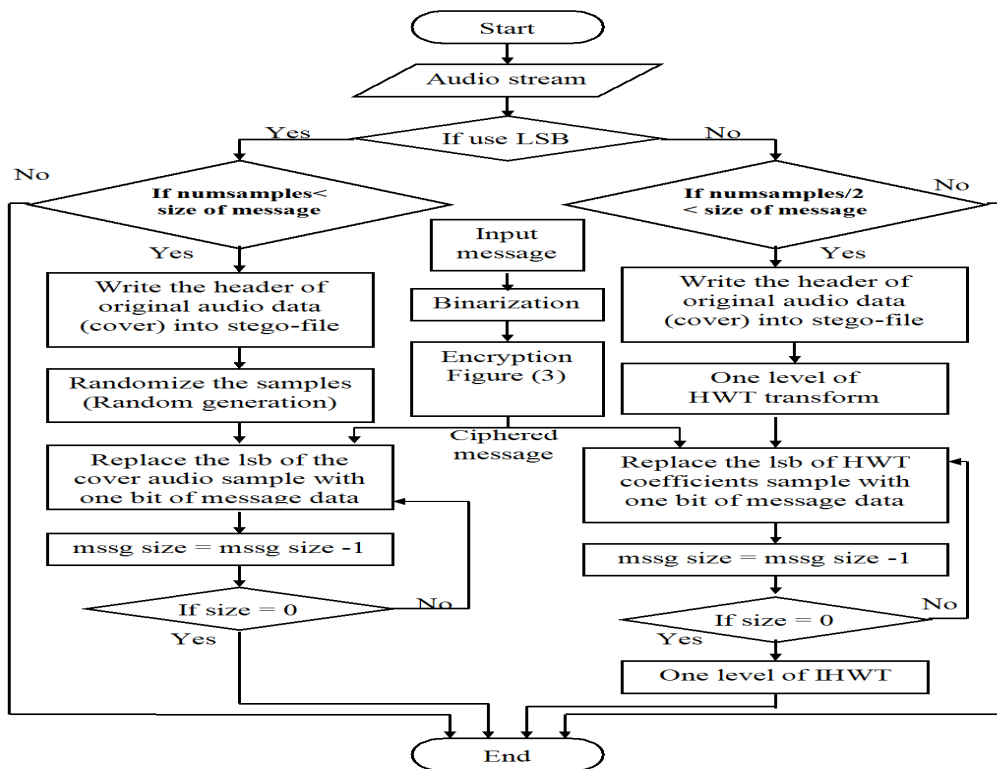 Start
Audio stream
If use LSB
Yes
No
No
If numsamples<
size of message
Yes
Write the header of
original audio data
(cover) into stego-file
Randomize the samples
(Random generation)
Replace the lsb of the
cover audio sample with
one bit of message data
mssg size = mssg size -1
If size = 0
No
Yes
Input
message
Binarization
Encryption
Figure (3)
Ciphered
message
If numsamples/2
< size of message
No
Yes
Write the header of
original audio data
(cover) into stego-file
One level of
HWT transform
Replace the lsb of HWT
coefficients sample with
one bit of message data
mssg size = mssg size -1
If size = 0
No
Yes
One level of IHWT
End